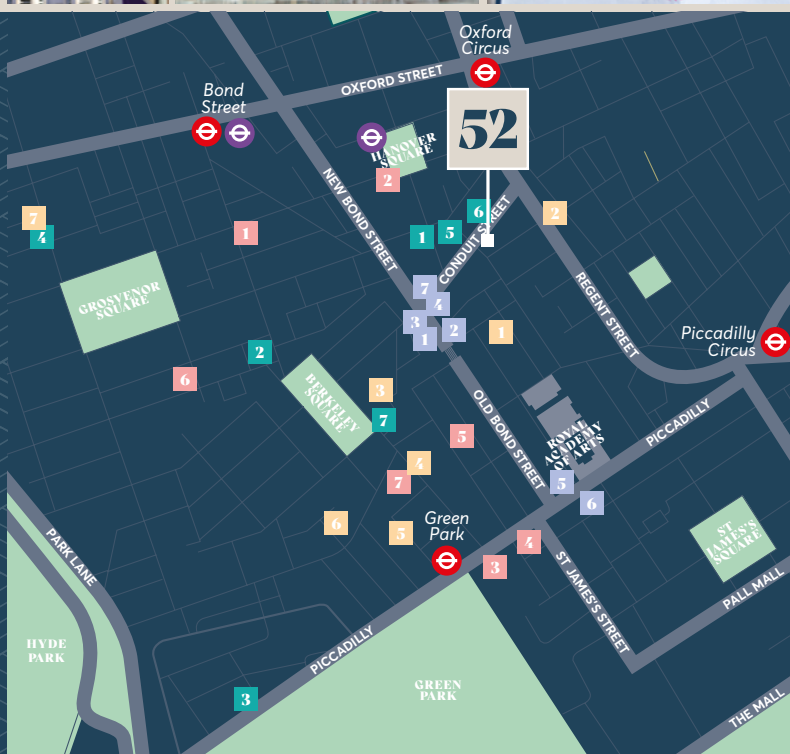 Oxford
Circus
OXFORD STREET
Bond
Street
52
HANOVER
SQUARE
2
NEW BOND STREET
7
4
1
6
2
1
5
CONDUIT STREET
GROSVENOR
SQUARE
7
4
3
2
1
1
REGENT STREET
Piccadilly
Circus
2
6
BERKELEY
SQUARE
3
7
OLD BOND STREET
ROYAL
ACADEMY
OF ARTS
PICCADILLY
5
4
7
5
6
6
5
Green
Park
4
3
ST
JAMES'S
SQUARE
PARK LANE
ST JAMES'S STREET
PALL MALL
HYDE
PARK
PICCADILLY
GREEN
PARK
3
THE MALL